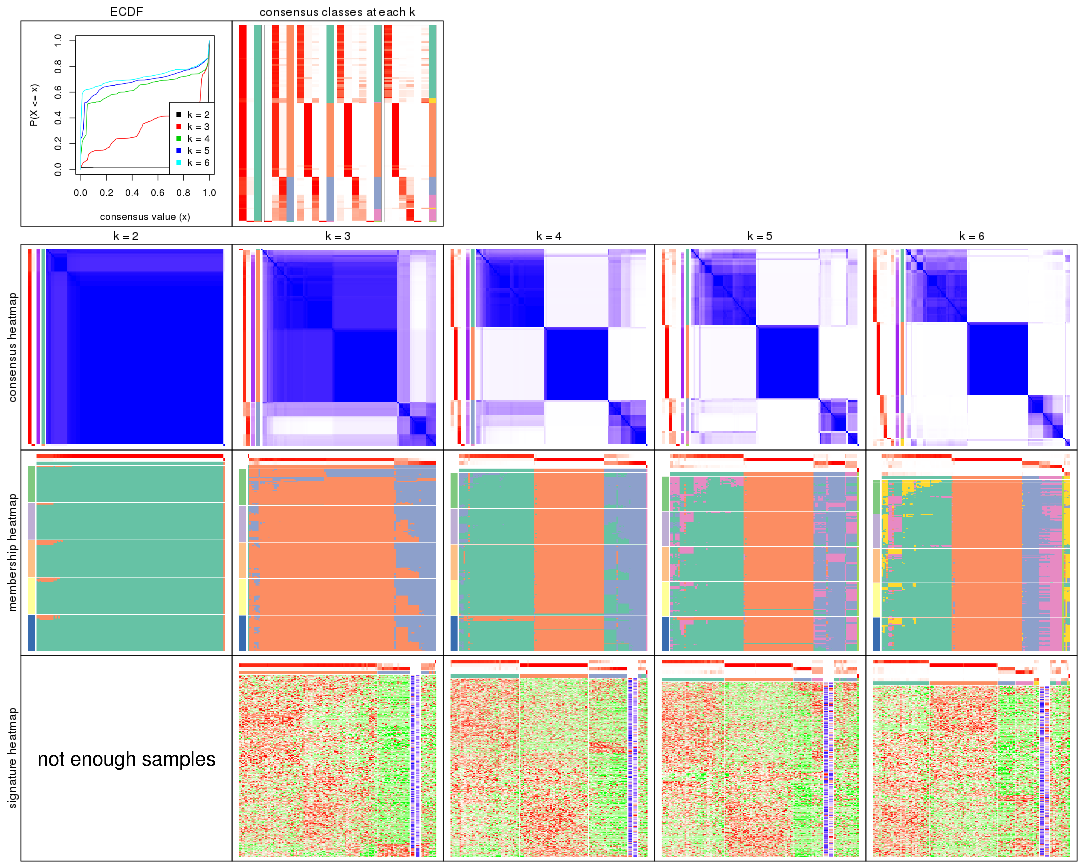 ECDF
consensus classes at each k
P(X <= x)
0.0 0.2 0.4 0.6 0.8 1.0
k = 2
k = 3
k = 4
k = 5
k = 6
0.0 0.2 0.4 0.6 0.8 1.0
consensus value (x)
k = 2
k = 3
k = 4
k = 5
k = 6
consensus heatmap
membership heatmap
signature heatmap
not enough samples